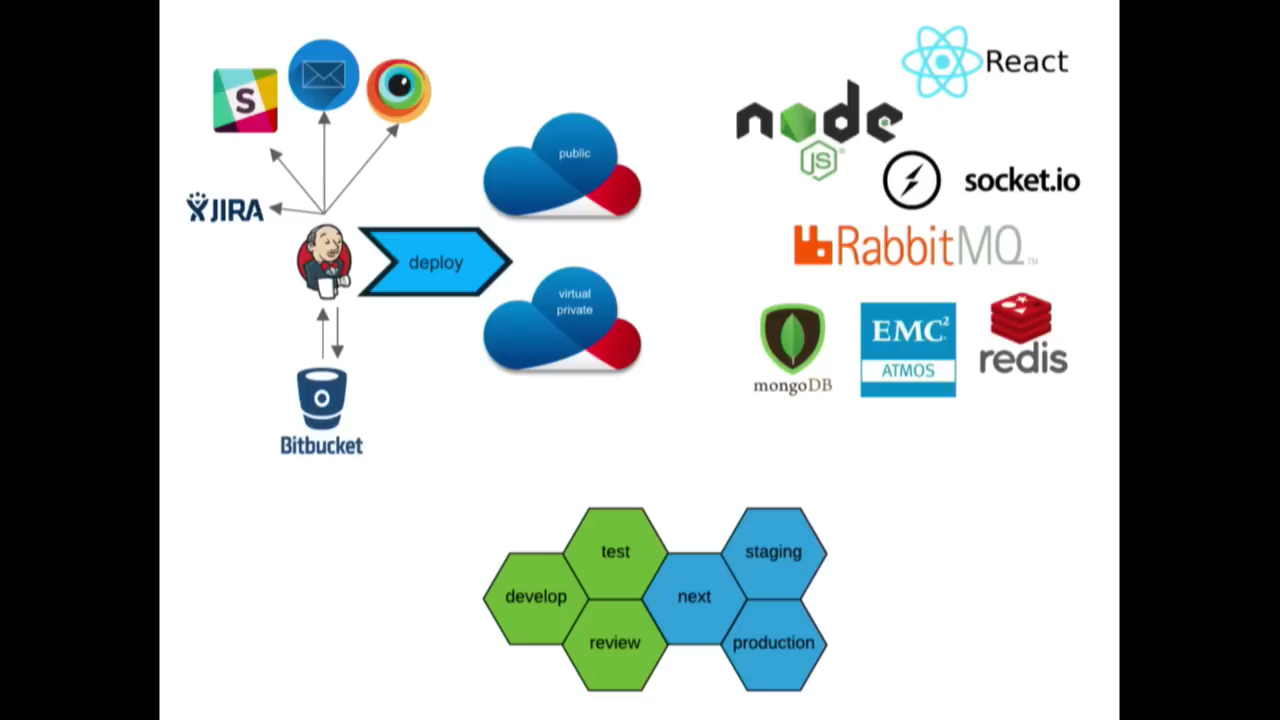 S
JIRA
deploy
Bitbucket
public
virtual
private
React
node
JS
socket.io
RabbitMQ™
mongoDB
EMC²
ATMOS
redis
test
develop
review
next
staging
production